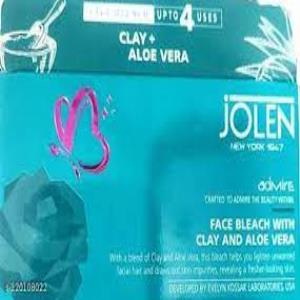 UPTO 4 USES
CLAY +
ALOE VERA
JOLEN
NEW YORK 1947
admire
CRAFTED TO ADMIRE THE BEAUTY WITHIN
FACE BLEACH WITH
CLAY AND ALOE VERA
With a blend of Clay and Aloe Vera, this bleach helps you lighten unwanted
facial hair and draws out skin impurities, revealing a fresher-looking skin.
DEVELOPED BY EVELYN KOSSAK LABORATORIES, USA